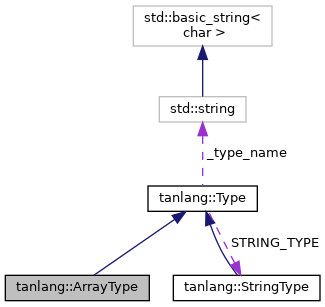 std::basic_string<
char >
std::string
_type_name
tanlang::Type
STRING_TYPE
tanlang::ArrayType
tanlang::StringType